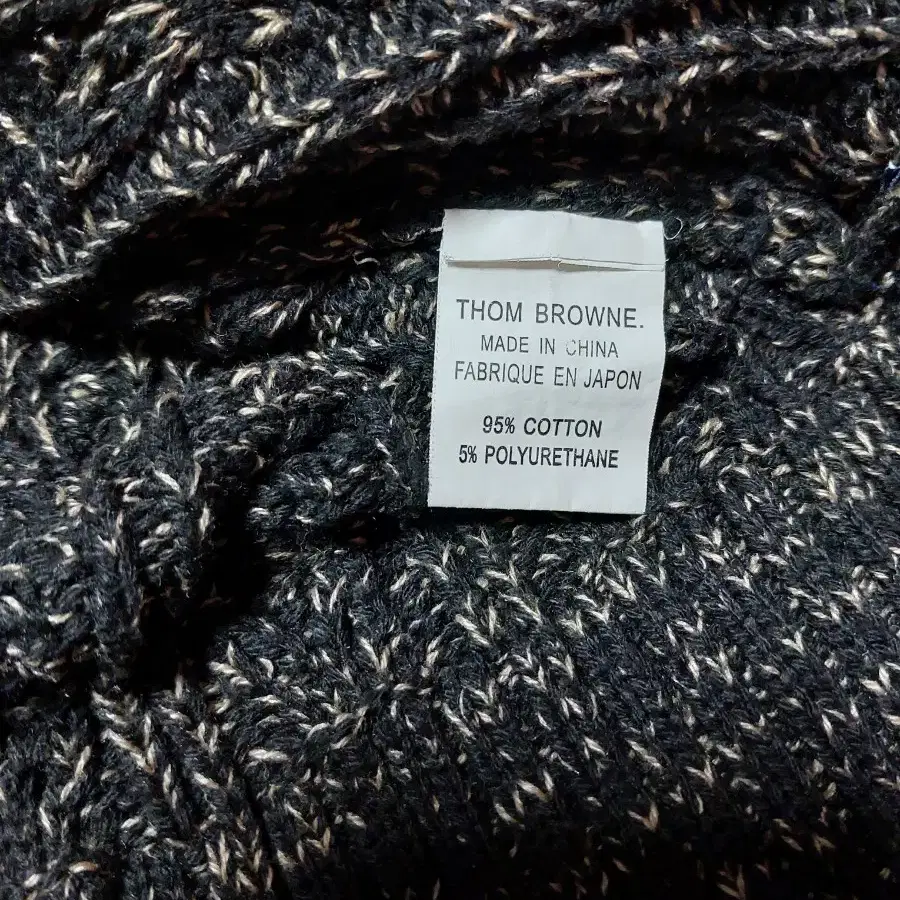 THOM BROWNE.
MADE IN CHINA
FABRIQUE EN JAPON
95% COTTON
5% POLYURETHANE